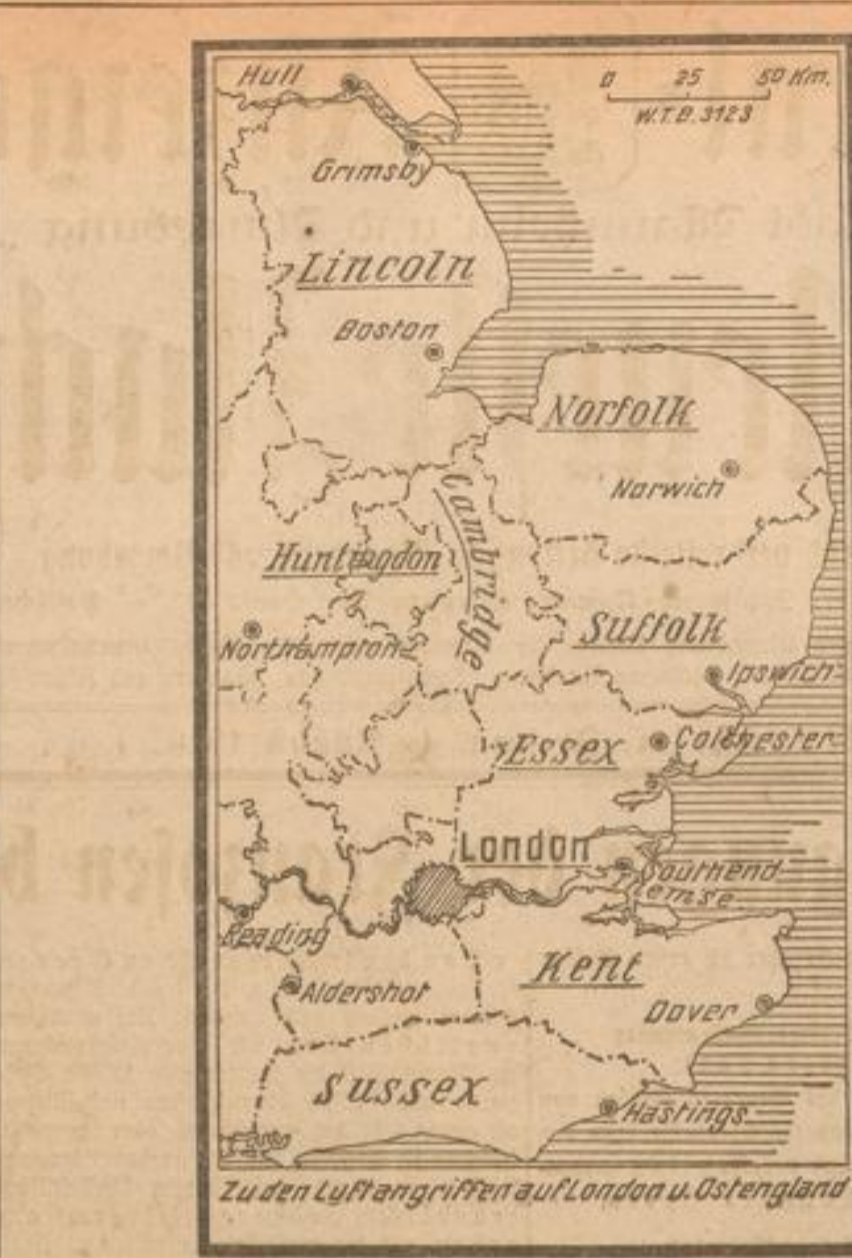 Hull
0 25 50 Km.
W.T.B. 3123
Grimsby
Lincoln
Boston
Norfolk
Norwich
Cambridge
Huntingdon
Suffolk
Northampton
Ipswich
Essex
Colchester
London
Southend
Temse
Reading
Kent
Aldershot
Dover
Sussex
Hastings
Zu den Luftangriffen auf London u. Ostengland